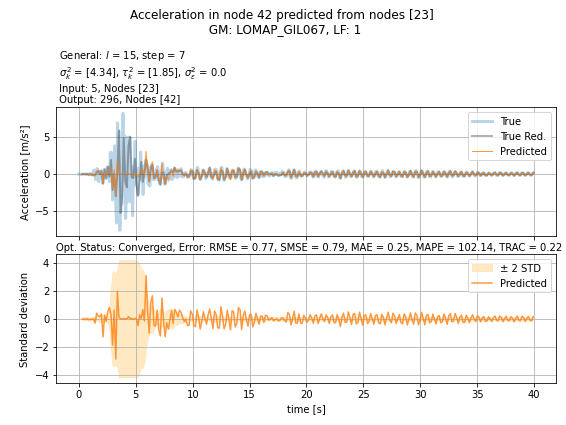 Acceleration in node 42 predicted from nodes [23]
GM: LOMAP_GIL067, LF: 1
General: l = 15, step = 7
σ²ₖ = [4.34], τ²ₖ = [1.85], σ²ₑ = 0.0
Input: 5, Nodes [23]
Output: 296, Nodes [42]
True
True Red.
Predicted
Acceleration [m/s²]
5
0
−5
Opt. Status: Converged, Error: RMSE = 0.77, SMSE = 0.79, MAE = 0.25, MAPE = 102.14, TRAC = 0.22
± 2 STD
Predicted
Standard deviation
4
2
0
−2
−4
0 5 10 15 20 25 30 35 40
time [s]